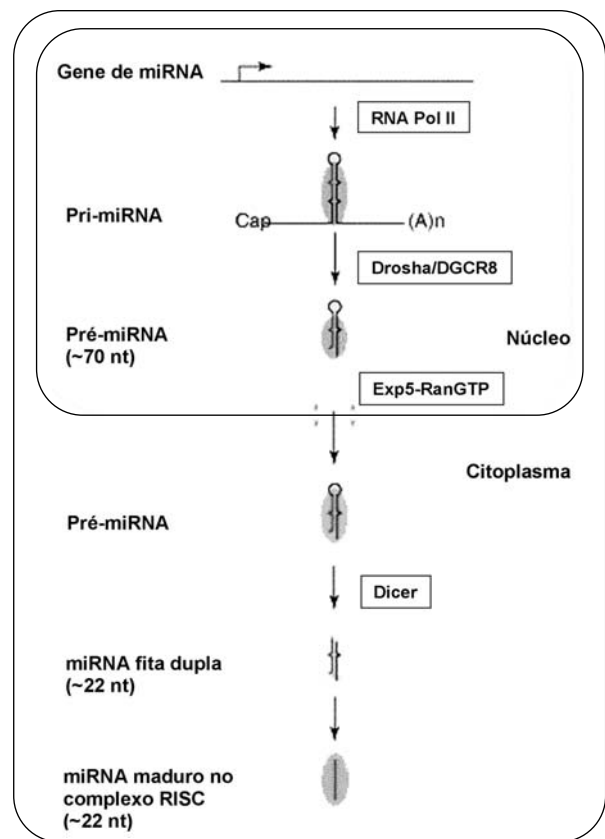 Gene de miRNA
RNA Pol II
Pri-miRNA
Cap
(A)n
Drosha/DGCR8
Pré-miRNA
(~70 nt)
Núcleo
Exp5-RanGTP
Citoplasma
Pré-miRNA
Dicer
miRNA fita dupla
(~22 nt)
miRNA maduro no
complexo RISC
(~22 nt)